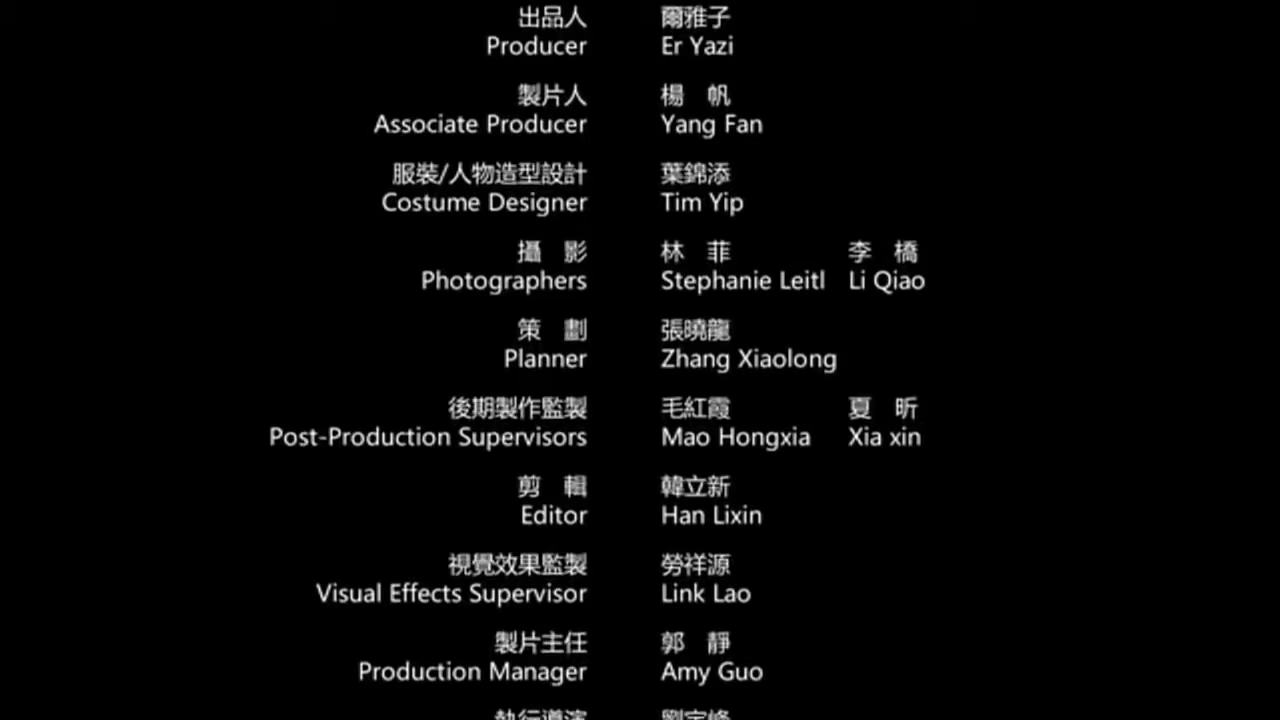 出品人 爾雅子
Producer Er Yazi
製片人 楊 帆
Associate Producer Yang Fan
服裝/人物造型設計 葉錦添
Costume Designer Tim Yip
攝 影 林 菲 李 橋
Photographers Stephanie Leitl Li Qiao
策 劃 張曉龍
Planner Zhang Xiaolong
後期製作監製 毛紅霞 夏 昕
Post-Production Supervisors Mao Hongxia Xia xin
剪 輯 韓立新
Editor Han Lixin
視覺效果監製 勞祥源
Visual Effects Supervisor Link Lao
製片主任 郭 靜
Production Manager Amy Guo
執行導演